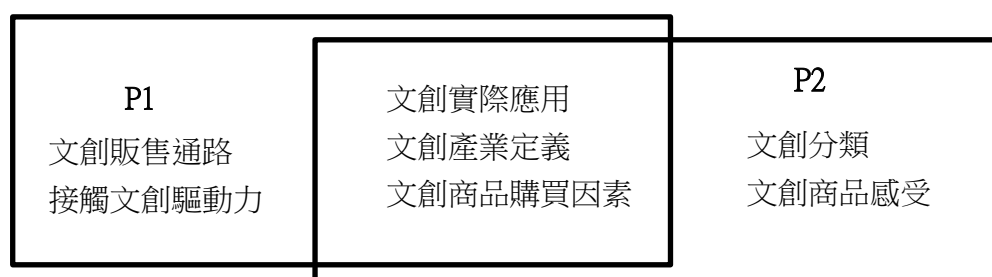 P1
文創販售通路
接觸文創驅動力
文創實際應用
文創產業定義
文創商品購買因素
P2
文創分類
文創商品感受